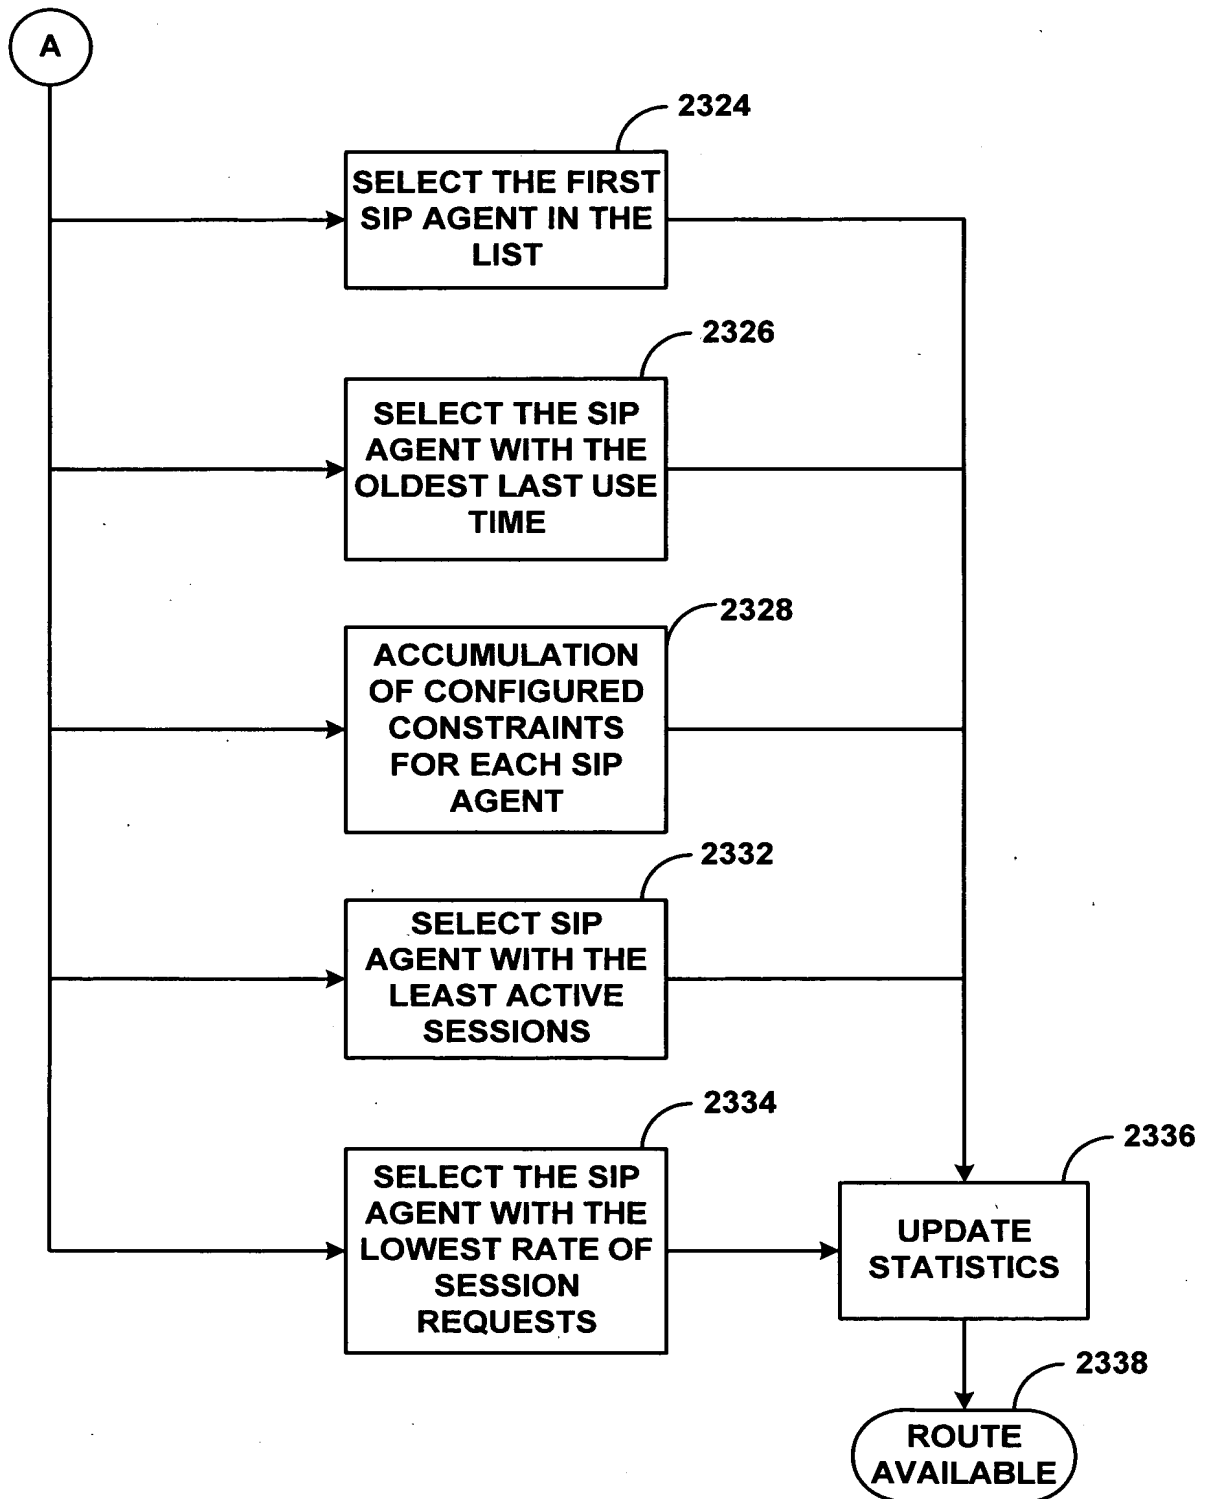 A
2324
SELECT THE FIRST
SIP AGENT IN THE
LIST
2326
SELECT THE SIP
AGENT WITH THE
OLDEST LAST USE
TIME
2328
ACCUMULATION
OF CONFIGURED
CONSTRAINTS
FOR EACH SIP
AGENT
2332
SELECT SIP
AGENT WITH THE
LEAST ACTIVE
SESSIONS
2334
SELECT THE SIP
AGENT WITH THE
LOWEST RATE OF
SESSION
REQUESTS
2336
UPDATE
STATISTICS
2338
ROUTE
AVAILABLE